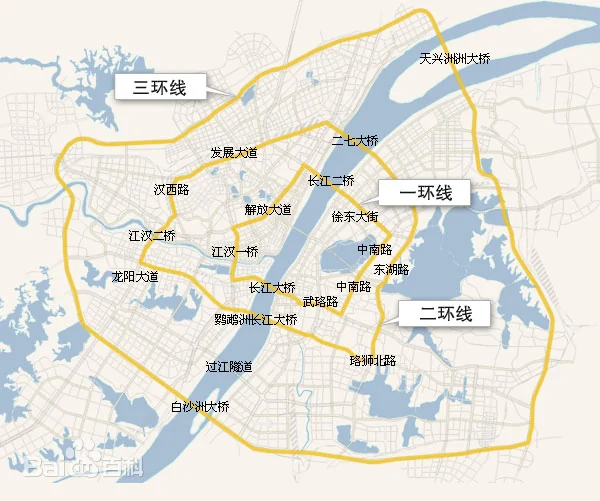 天兴洲洲大桥
三环线
二七大桥
发展大道
长江二桥
汉西路
一环线
解放大道
徐东大街
江汉二桥
江汉一桥
中南路
东湖路
龙阳大道
长江大桥
中南路
武珞路
鹦鹉洲长江大桥
二环线
珞狮北路
过江隧道
白沙洲大桥
Baidu百科